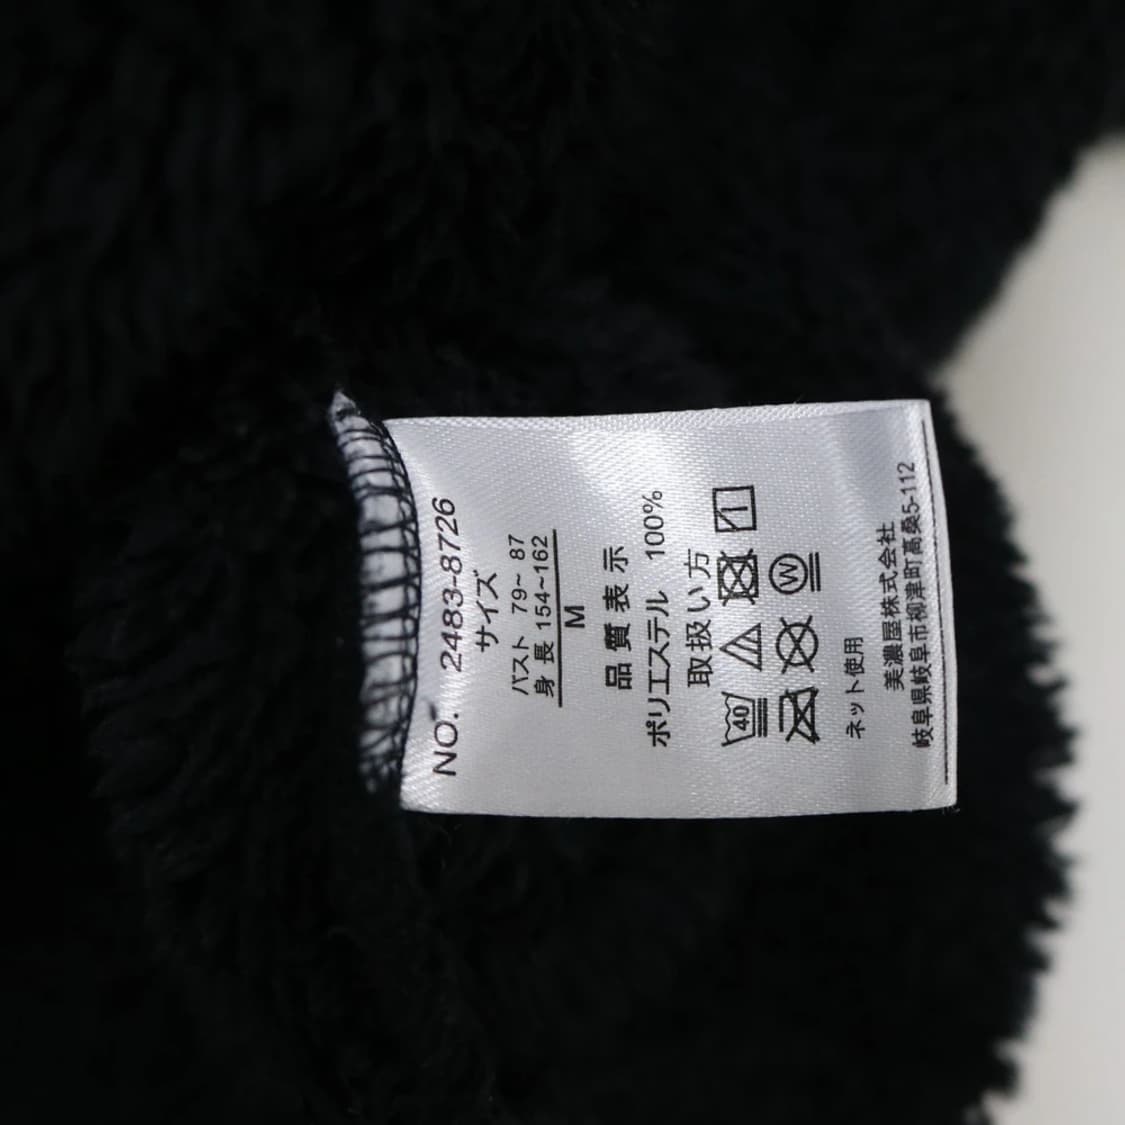 NO. 2483-8726
サイズ
バスト 79~ 87
身 長 154~162
M
品 質 表 示
ポリエステル 100%
取扱い方
40
W
ネット使用
美濃屋株式会社
岐阜県岐阜市柳津町高桑5-112